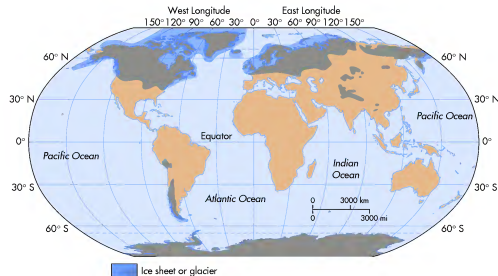 West Longitude East Longitude
150° 120° 90° 60° 30° 0° 30° 60° 90° 120° 150°
60° N 60° N
30° N 30° N
Pacific Ocean
Equator
0° 0°
Pacific Ocean
Indian
Ocean
30° S 30° S
Atlantic Ocean
0 3000 km
0 3000 mi
60° S 60° S
Ice sheet or glacier